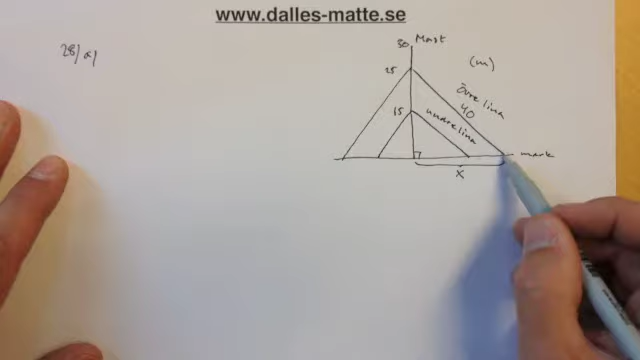 www.dalles-matte.se
28/a/
30 Mast
25
(m)
Övre lina
40
15
undre lina
mark
x